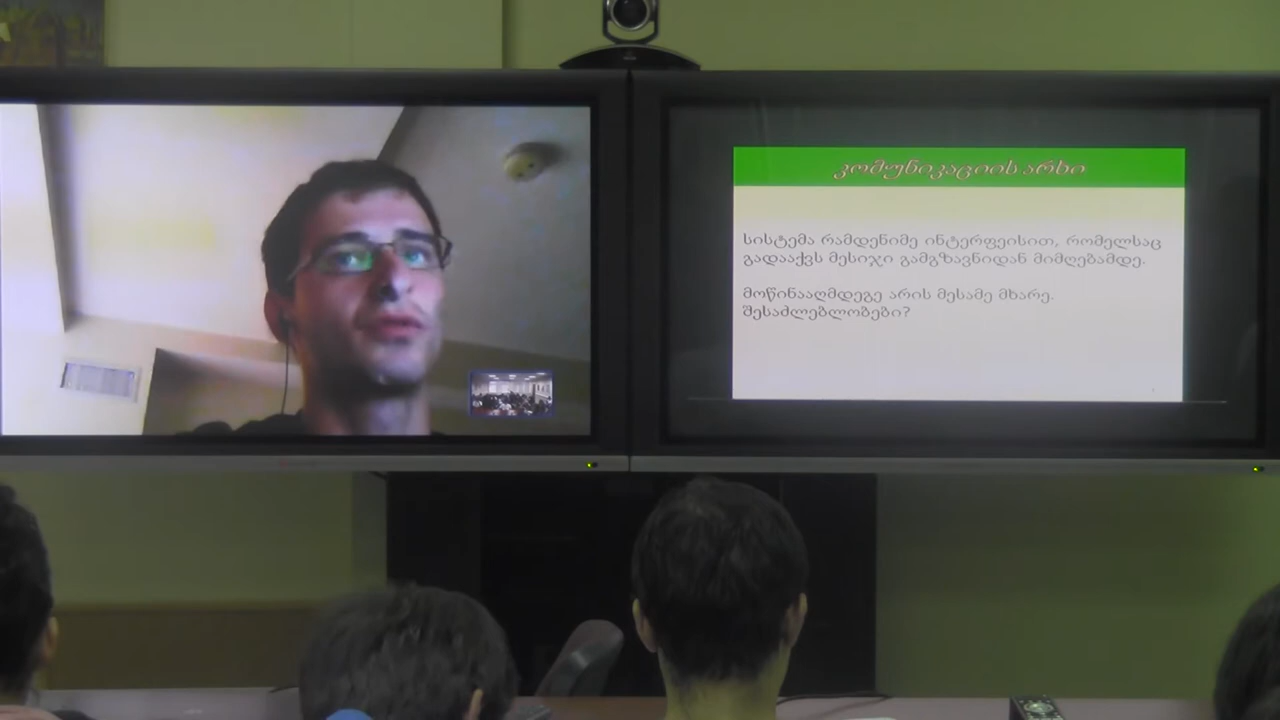 კომუნიკაციის არხი
სისტემა რამდენიმე ინტერფეისით, რომელსაც
გადააქვს მესიჯი გამგზავნიდან მიმღებამდე.
მოწინააღმდეგე არის მესამე მხარე.
შესაძლებლობები?